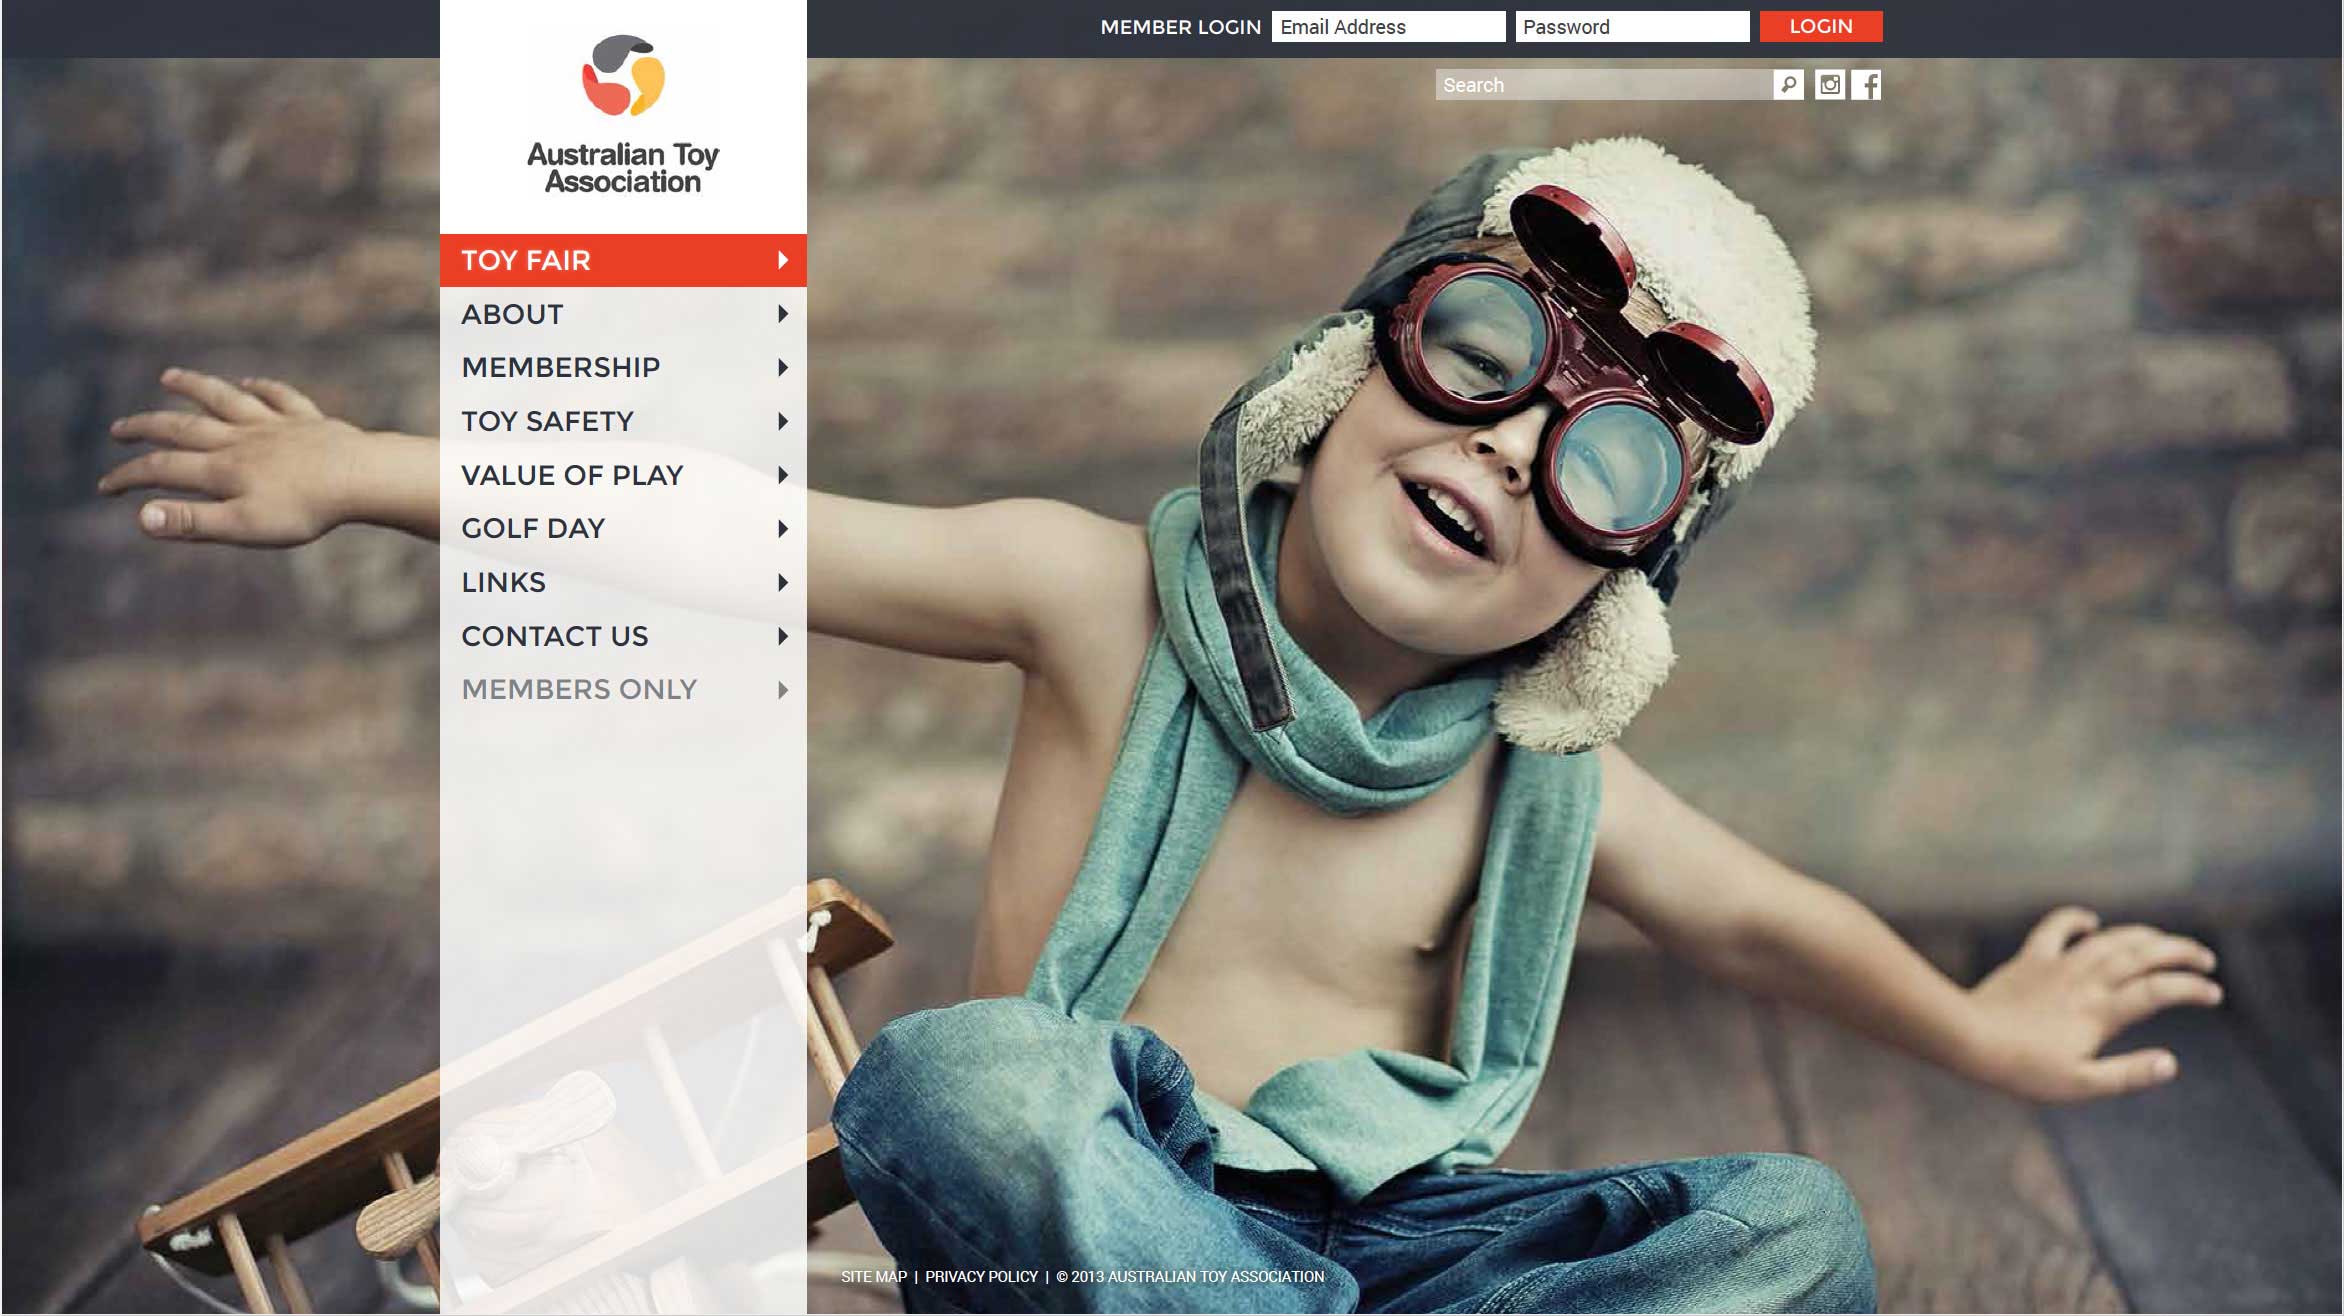 MEMBER LOGIN Email Address Password LOGIN
Search
Australian Toy
Association
TOY FAIR
ABOUT
MEMBERSHIP
TOY SAFETY
VALUE OF PLAY
GOLF DAY
LINKS
CONTACT US
MEMBERS ONLY
SITE MAP | PRIVACY POLICY | © 2013 AUSTRALIAN TOY ASSOCIATION